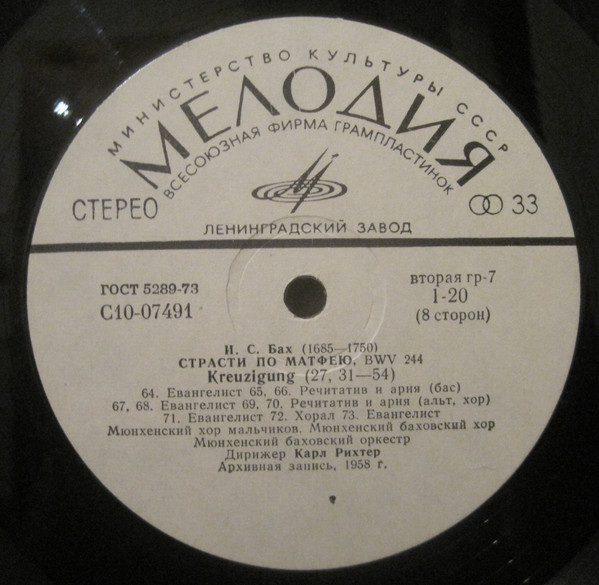 МИНИСТЕРСТВО КУЛЬТУРЫ СССР
МЕЛОДИЯ
ВСЕСОЮЗНАЯ ФИРМА ГРАМПЛАСТИНОК
СТЕРЕО
33
ЛЕНИНГРАДСКИЙ ЗАВОД
ГОСТ 5289-73
С10-07491
вторая гр-7
1-20
(8 сторон)
И. С. Бах (1685—1750)
СТРАСТИ ПО МАТФЕЮ, BWV 244
Kreuzigung (27, 31—54)
64. Евангелист 65, 66. Речитатив и ария (бас)
67, 68. Евангелист 69, 70. Речитатив и ария (альт, хор)
71. Евангелист 72. Хорал 73. Евангелист
Мюнхенский хор мальчиков. Мюнхенский баховский хор
Мюнхенский баховский оркестр
Дирижер Карл Рихтер
Архивная запись, 1958 г.